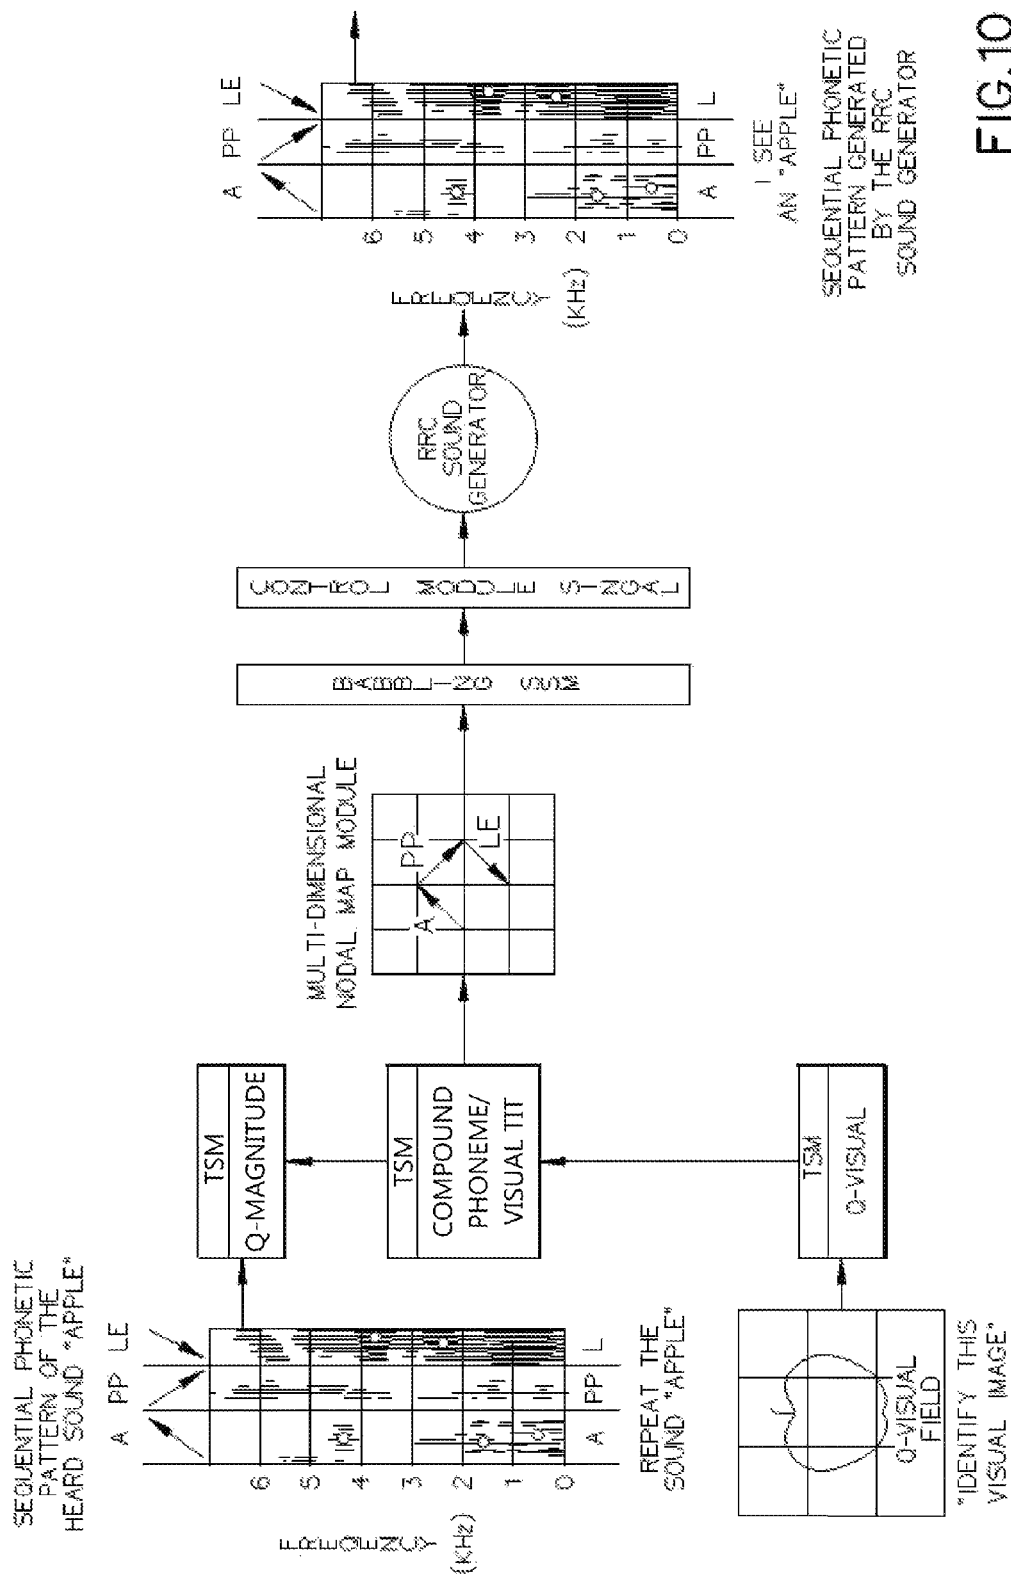 SEQUENTIAL PHONETIC
PATTERN OF THE
HEARD SOUND "APPLE"
A PP LE
FREQENCY
(KHz)
6
5
4
3
2
1
0
A PP L
REPEAT THE
SOUND "APPLE"
Q-VISUAL
FIELD
"IDENTIFY THIS
VISUAL IMAGE"
TSM
Q-MAGNITUDE
TSM
COMPOUND
PHONEME/
VISUAL TIT
TSM
Q-VISUAL
MULTI-DIMENSIONAL
NODAL MAP MODULE
A PP LE
BABBLING SSM
CONTROL MODULE SINGAL
RRC
SOUND
GENERATOR
FREQENCY
(KHz)
A PP LE
6
5
4
3
2
1
0
A PP L
I SEE
AN "APPLE"
SEQUENTIAL PHONETIC
PATTERN GENERATED
BY THE RRC
SOUND GENERATOR
FIG.10